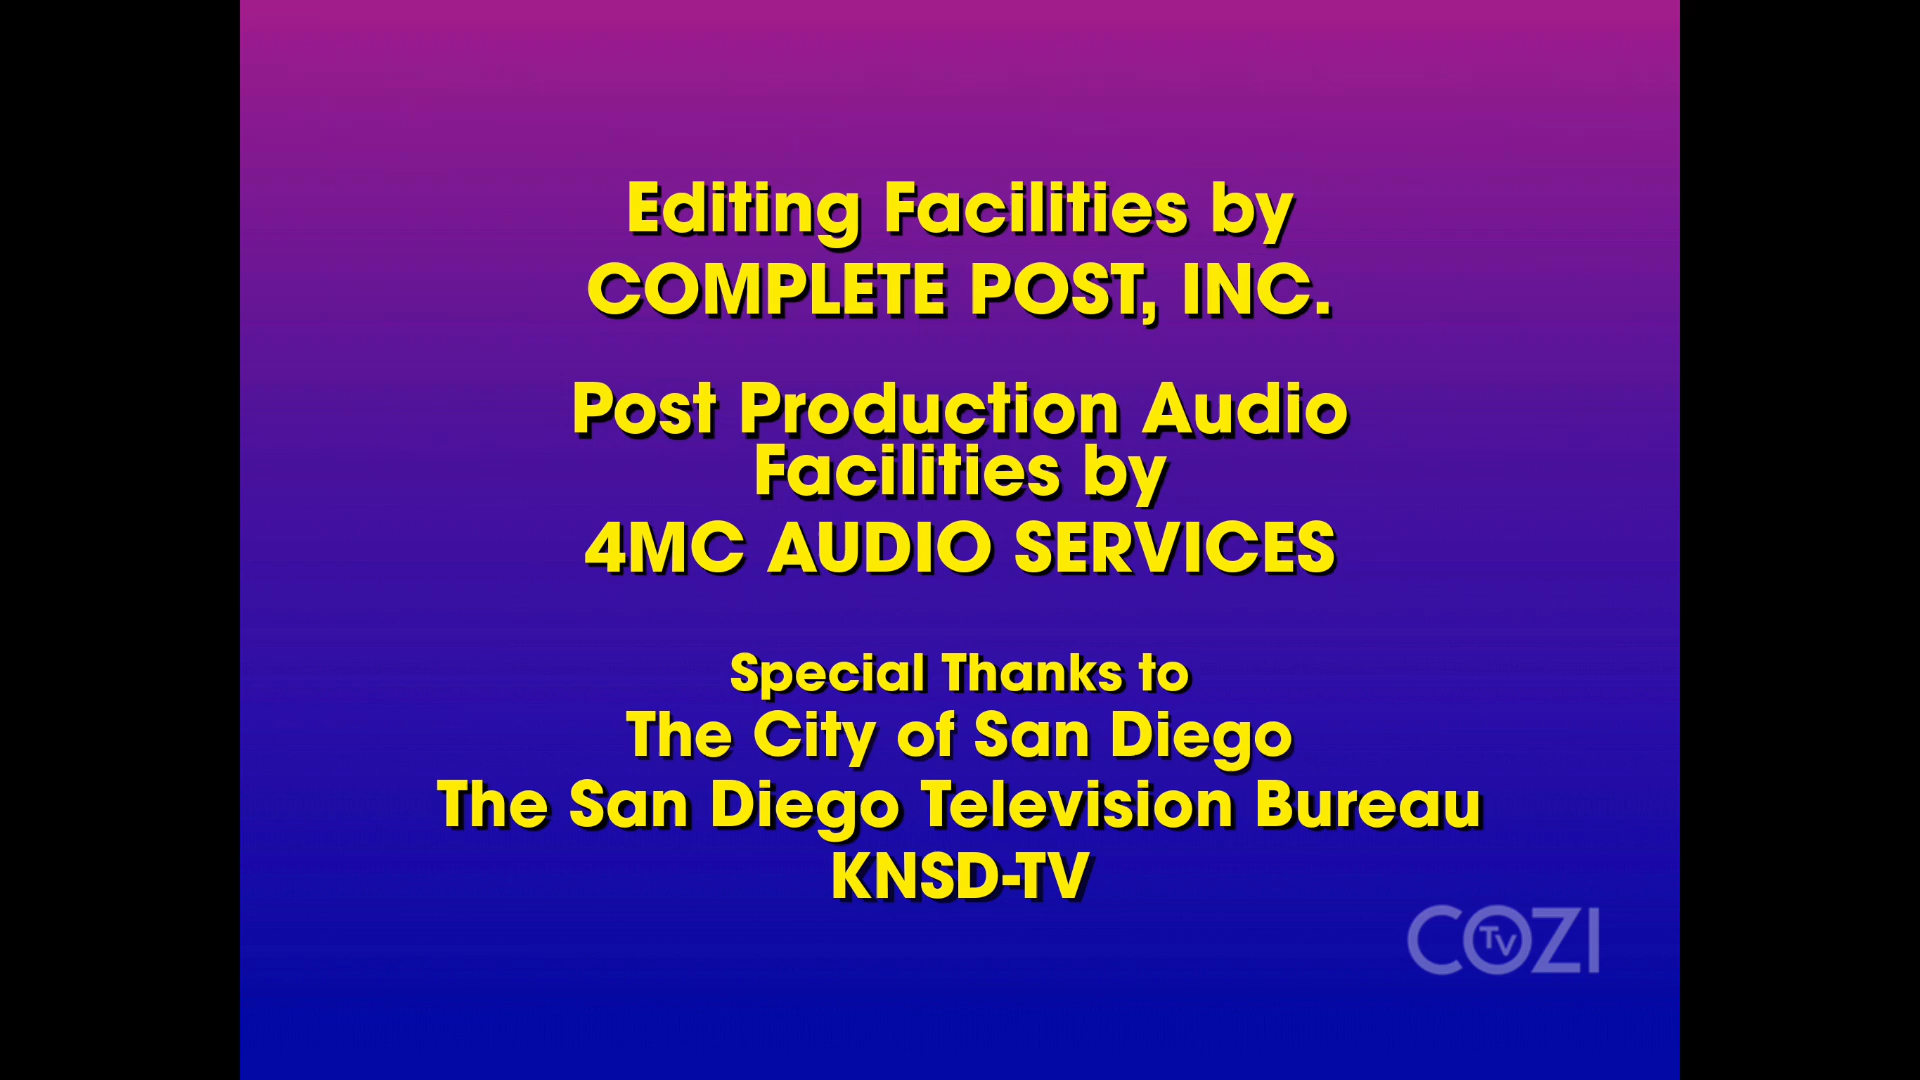 Editing Facilities by
COMPLETE POST, INC.
Post Production Audio
Facilities by
4MC AUDIO SERVICES
Special Thanks to
The City of San Diego
The San Diego Television Bureau
KNSD-TV
COZI TV